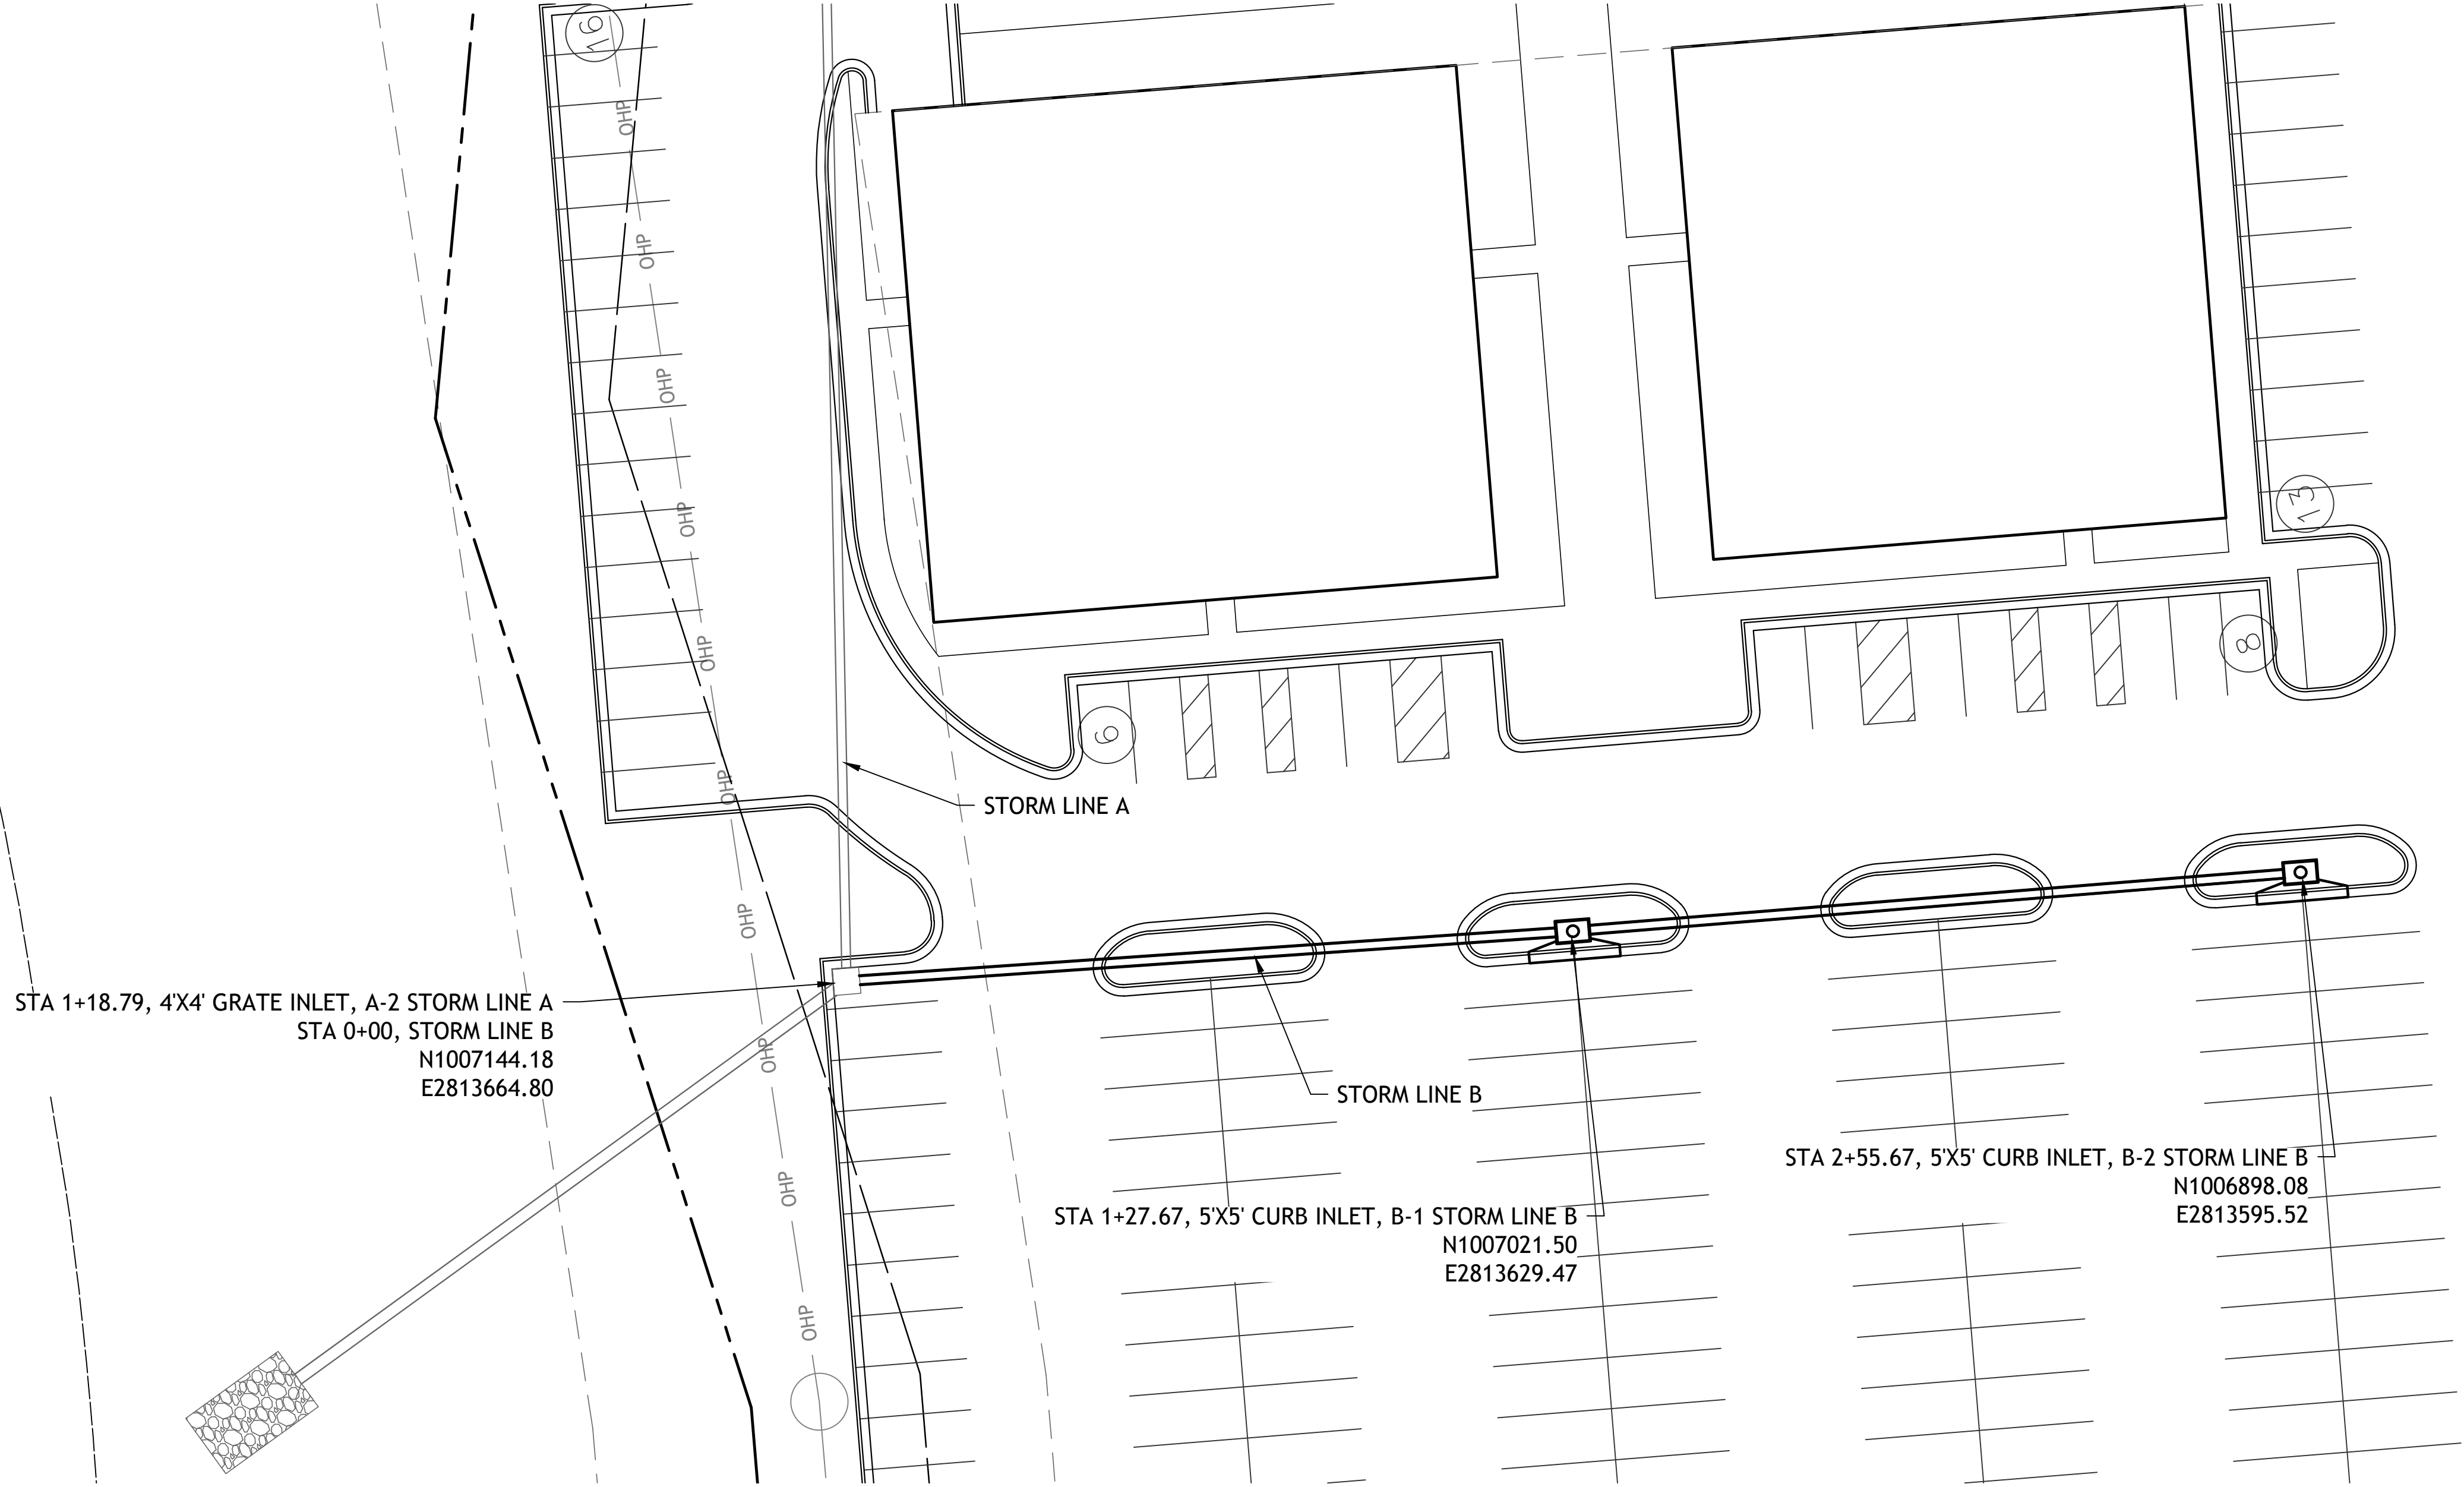 16
OHP
OHP
OHP
OHP
13
OHP
8
6
OHP
STORM LINE A
OHP
OHP
STA 1+18.79, 4'X4' GRATE INLET, A-2 STORM LINE A
STA 0+00, STORM LINE B
N1007144.18
E2813664.80
OHP
STORM LINE B
STA 2+55.67, 5'X5' CURB INLET, B-2 STORM LINE B
N1006898.08
E2813595.52
OHP
STA 1+27.67, 5'X5' CURB INLET, B-1 STORM LINE B
N1007021.50
E2813629.47
OHP